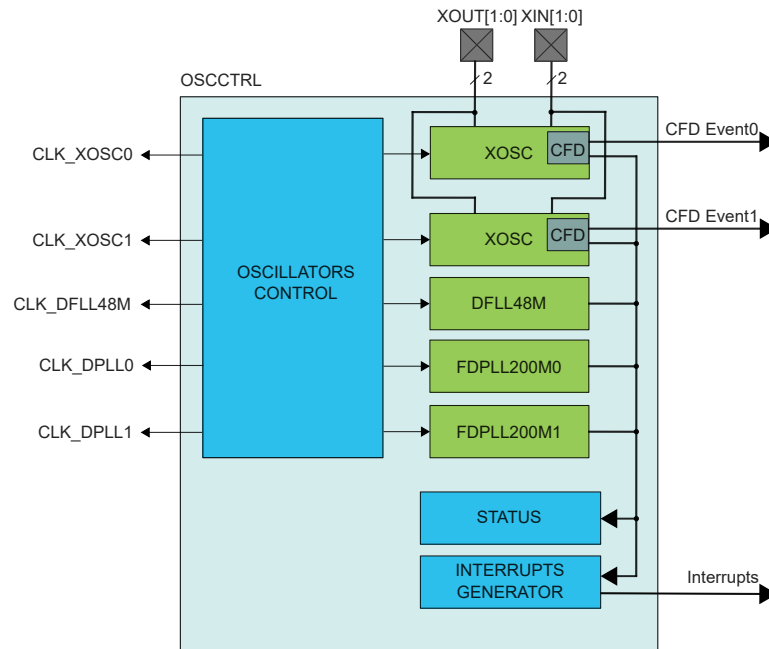 XOUT[1:0] XIN[1:0]
2 2
OSCCTRL
CLK_XOSC0
XOSC
CFD
CFD Event0
CLK_XOSC1
XOSC
CFD
CFD Event1
OSCILLATORS
CONTROL
CLK_DFLL48M
DFLL48M
CLK_DPLL0
FDPLL200M0
CLK_DPLL1
FDPLL200M1
STATUS
INTERRUPTS
GENERATOR
Interrupts